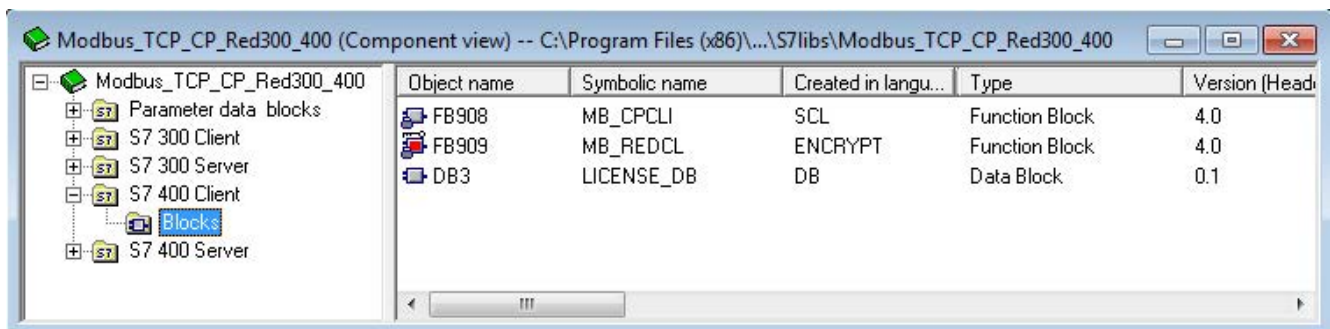 Modbus_TCP_CP_Red300_400 (Component view) -- C:\Program Files (x86)\...\S7libs\Modbus_TCP_CP_Red300_400
Modbus_TCP_CP_Red300_400
Parameter data blocks
S7 300 Client
S7 300 Server
S7 400 Client
Blocks
S7 400 Server
Object name Symbolic name Created in langu... Type Version (Head
FB908 MB_CPCLI SCL Function Block 4.0
FB909 MB_REDCL ENCRYPT Function Block 4.0
DB3 LICENSE_DB DB Data Block 0.1